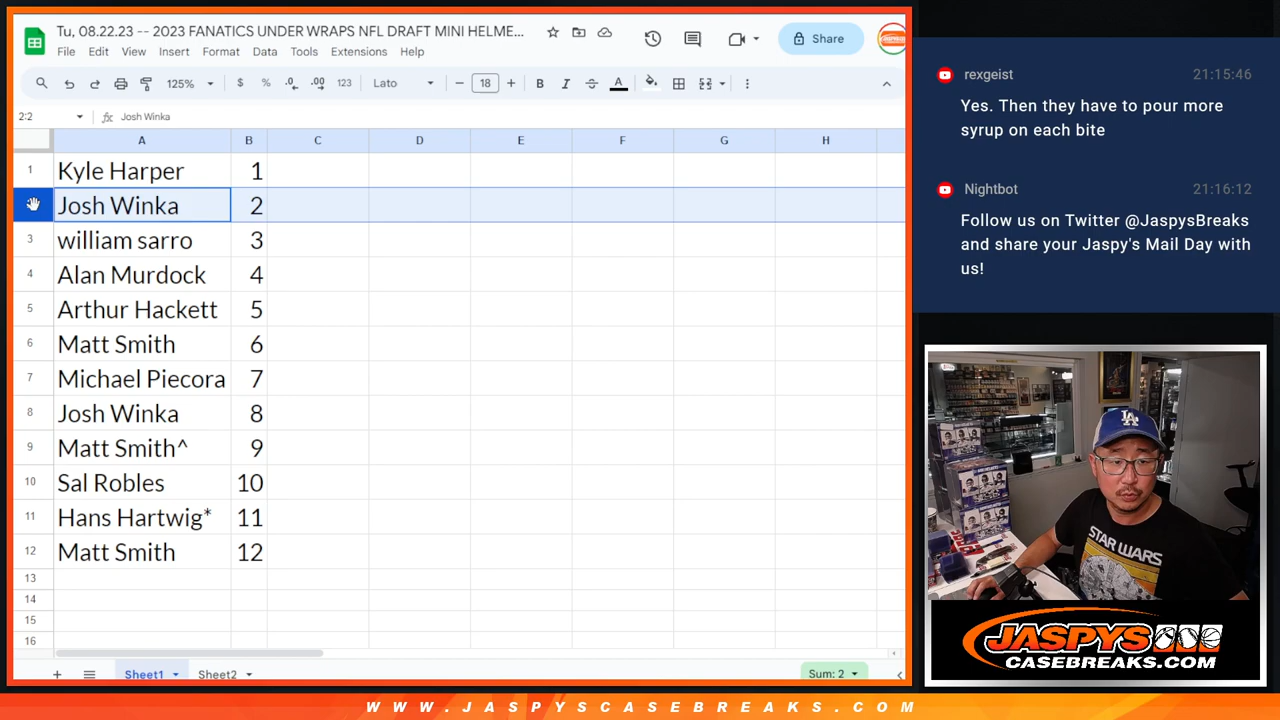 Tu, 08.22.23 -- 2023 FANATICS UNDER WRAPS NFL DRAFT MINI HELME...
File Edit View Insert Format Data Tools Extensions Help
Share
125% $ % .0 .00 123 Lato 18 B I S A
2:2 fx Josh Winka
A B C D E F G H
1 Kyle Harper 1
2 Josh Winka 2
3 william sarro 3
4 Alan Murdock 4
5 Arthur Hackett 5
6 Matt Smith 6
7 Michael Piecora 7
8 Josh Winka 8
9 Matt Smith^ 9
10 Sal Robles 10
11 Hans Hartwig* 11
12 Matt Smith 12
13
14
15
16
Sheet1 Sheet2 Sum: 2
rexgeist 21:15:46
Yes. Then they have to pour more
syrup on each bite
Nightbot 21:16:12
Follow us on Twitter @JaspysBreaks
and share your Jaspy's Mail Day with
us!
LA
STAR WARS
JASPYS
CASEBREAKS.COM
WWW.JASPYSCASEBREAKS.COM